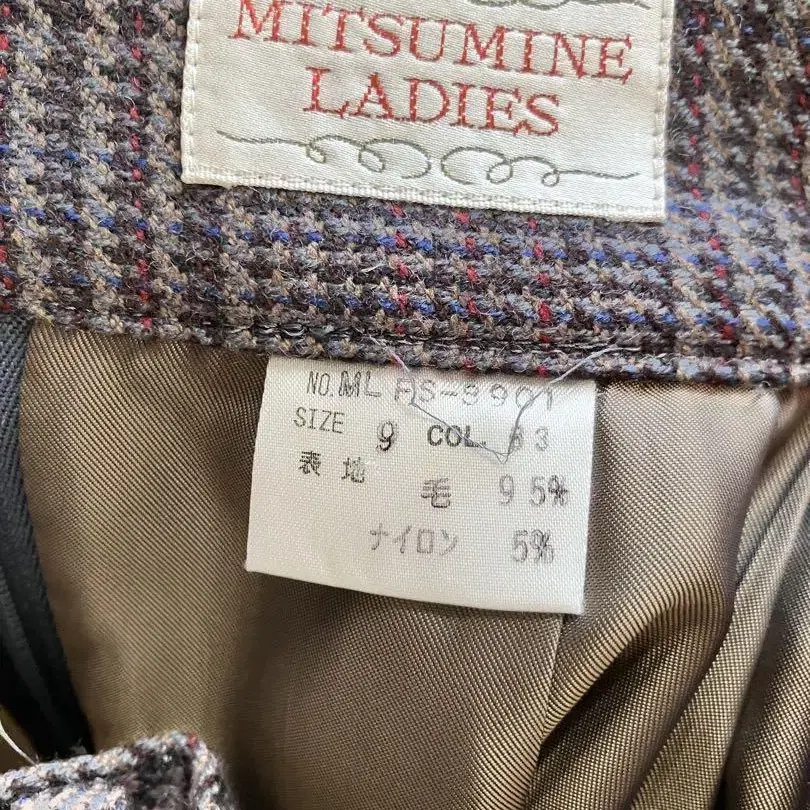 MITSUMINE
LADIES
NO. ML
SIZE 9 COL. 
表地
毛 95%
ナイロン 5%